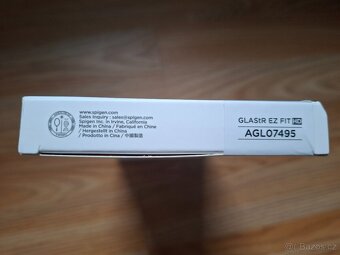 www.spigen.com
Sales Inquiry : sales@spigen.com
Spigen Inc. in Irvine, California
Made in China / Fabriqué en Chine
/ Hergestellt in China
/ Prodotto in Cina / 中國製造
GLAStR EZ FIT HD
AGL07495